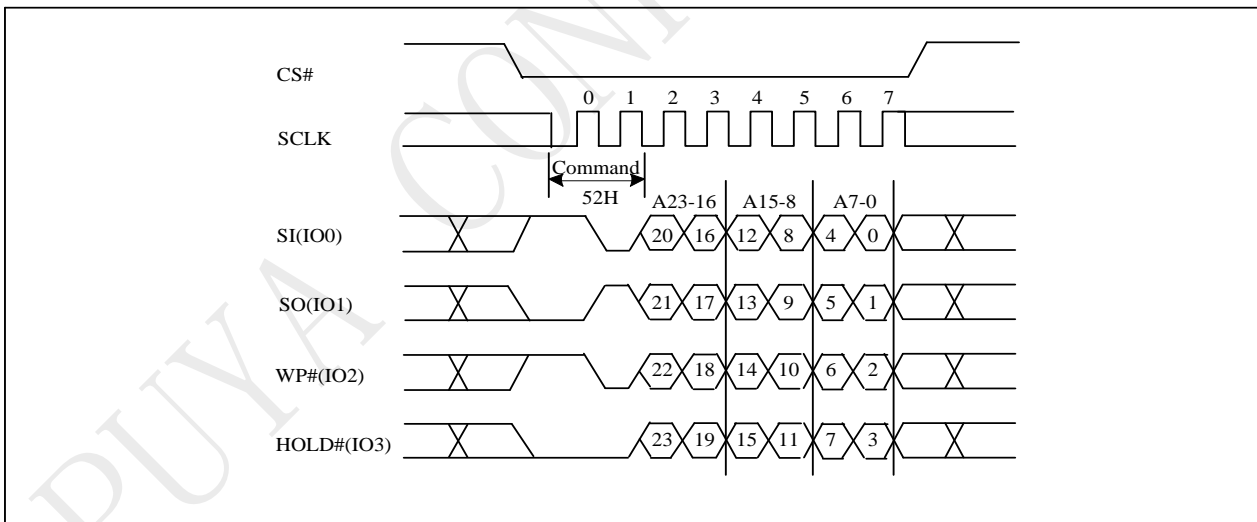 CS#
0 1 2 3 4 5 6 7
SCLK
Command
52H
A23-16 A15-8 A7-0
SI(IO0) 20 16 12 8 4 0
SO(IO1) 21 17 13 9 5 1
WP#(IO2) 22 18 14 10 6 2
HOLD#(IO3) 23 19 15 11 7 3
PUYA CONF